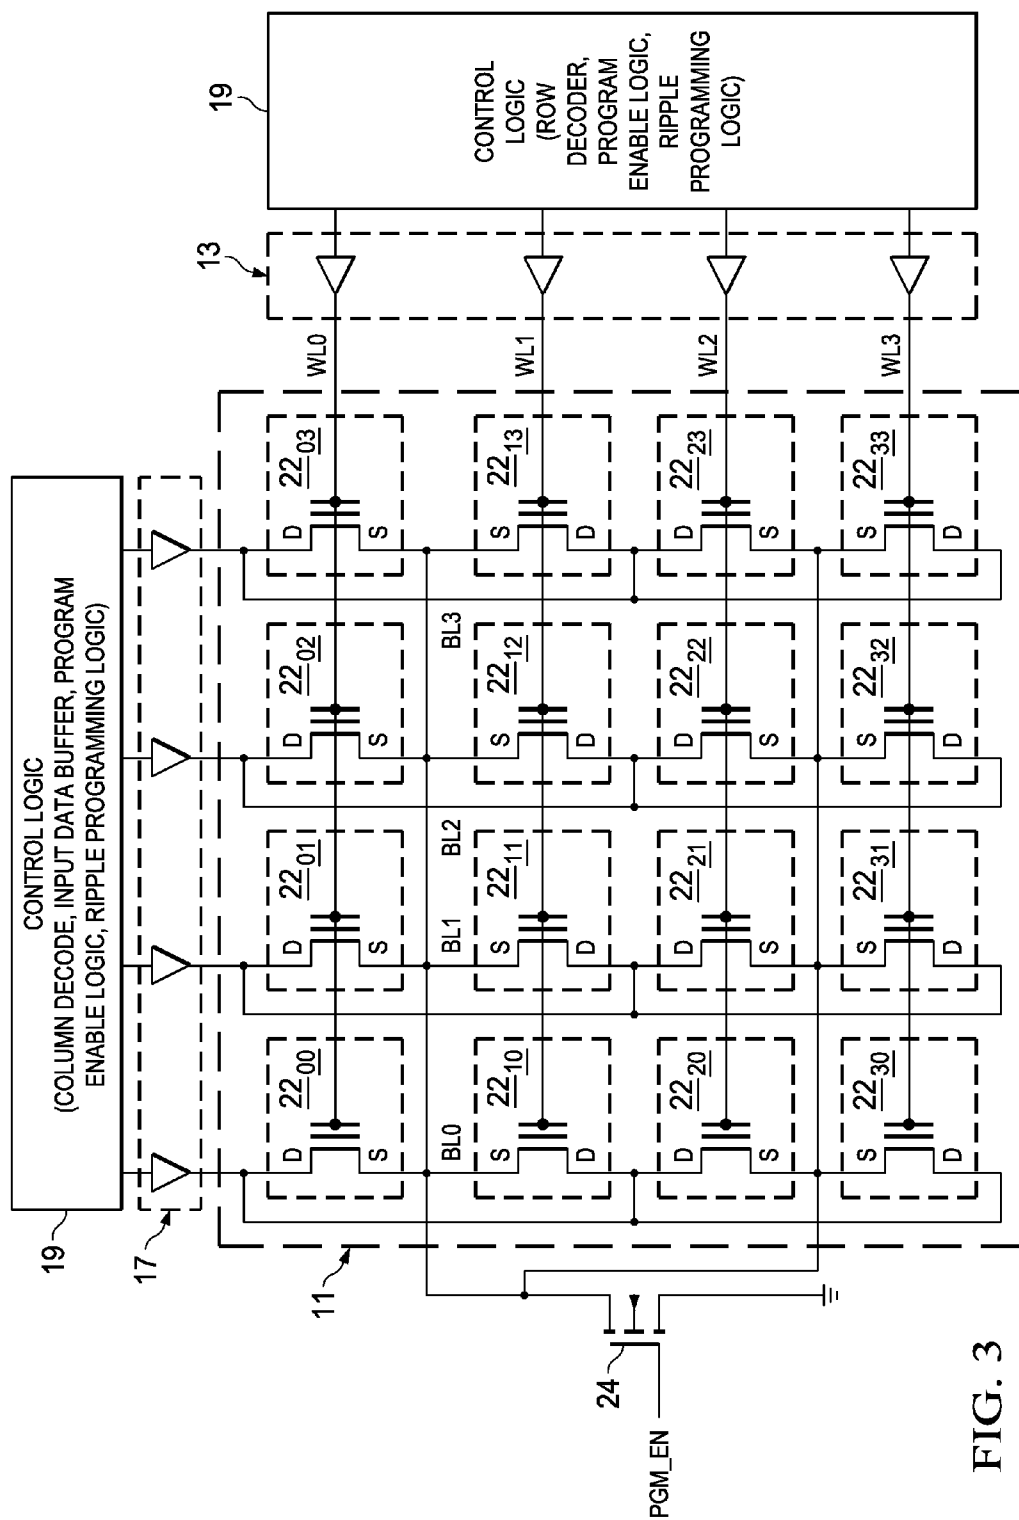 19
CONTROL LOGIC
(COLUMN DECODE, INPUT DATA BUFFER, PROGRAM
ENABLE LOGIC, RIPPLE PROGRAMMING LOGIC)
19
CONTROL
LOGIC
(ROW
DECODER,
PROGRAM
ENABLE LOGIC,
RIPPLE
PROGRAMMING
LOGIC)
17
13
11
WL0
WL1
WL2
WL3
22 00
D
S
22 01
D
S
22 02
D
S
22 03
D
S
BL0
BL1
BL2
BL3
22 10
S
D
22 11
S
D
22 12
S
D
22 13
S
D
22 20
D
S
22 21
D
S
22 22
D
S
22 23
D
S
22 30
S
D
22 31
S
D
22 32
S
D
22 33
S
D
24
PGM_EN
FIG. 3